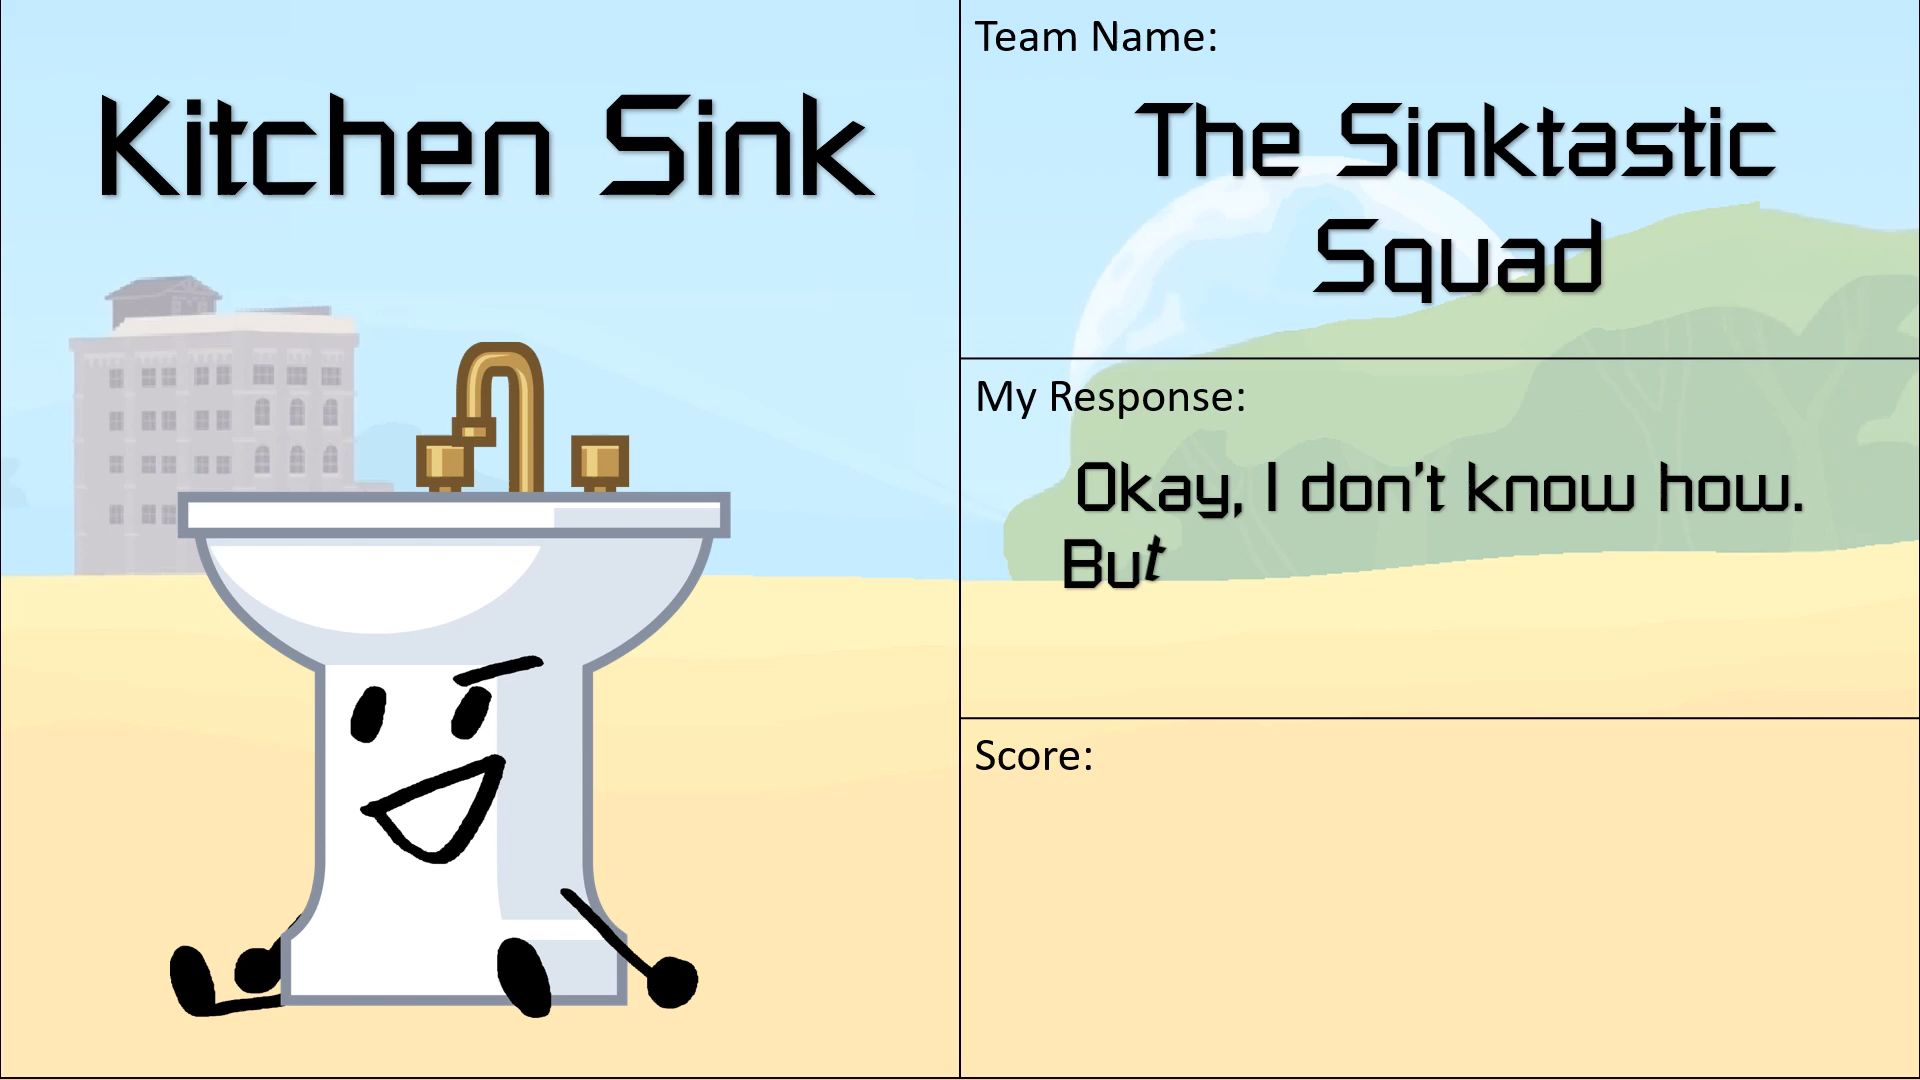 Kitchen Sink
Team Name:
The Sinktastic
Squad
My Response:
Okay, I don't know how.
But
Score: